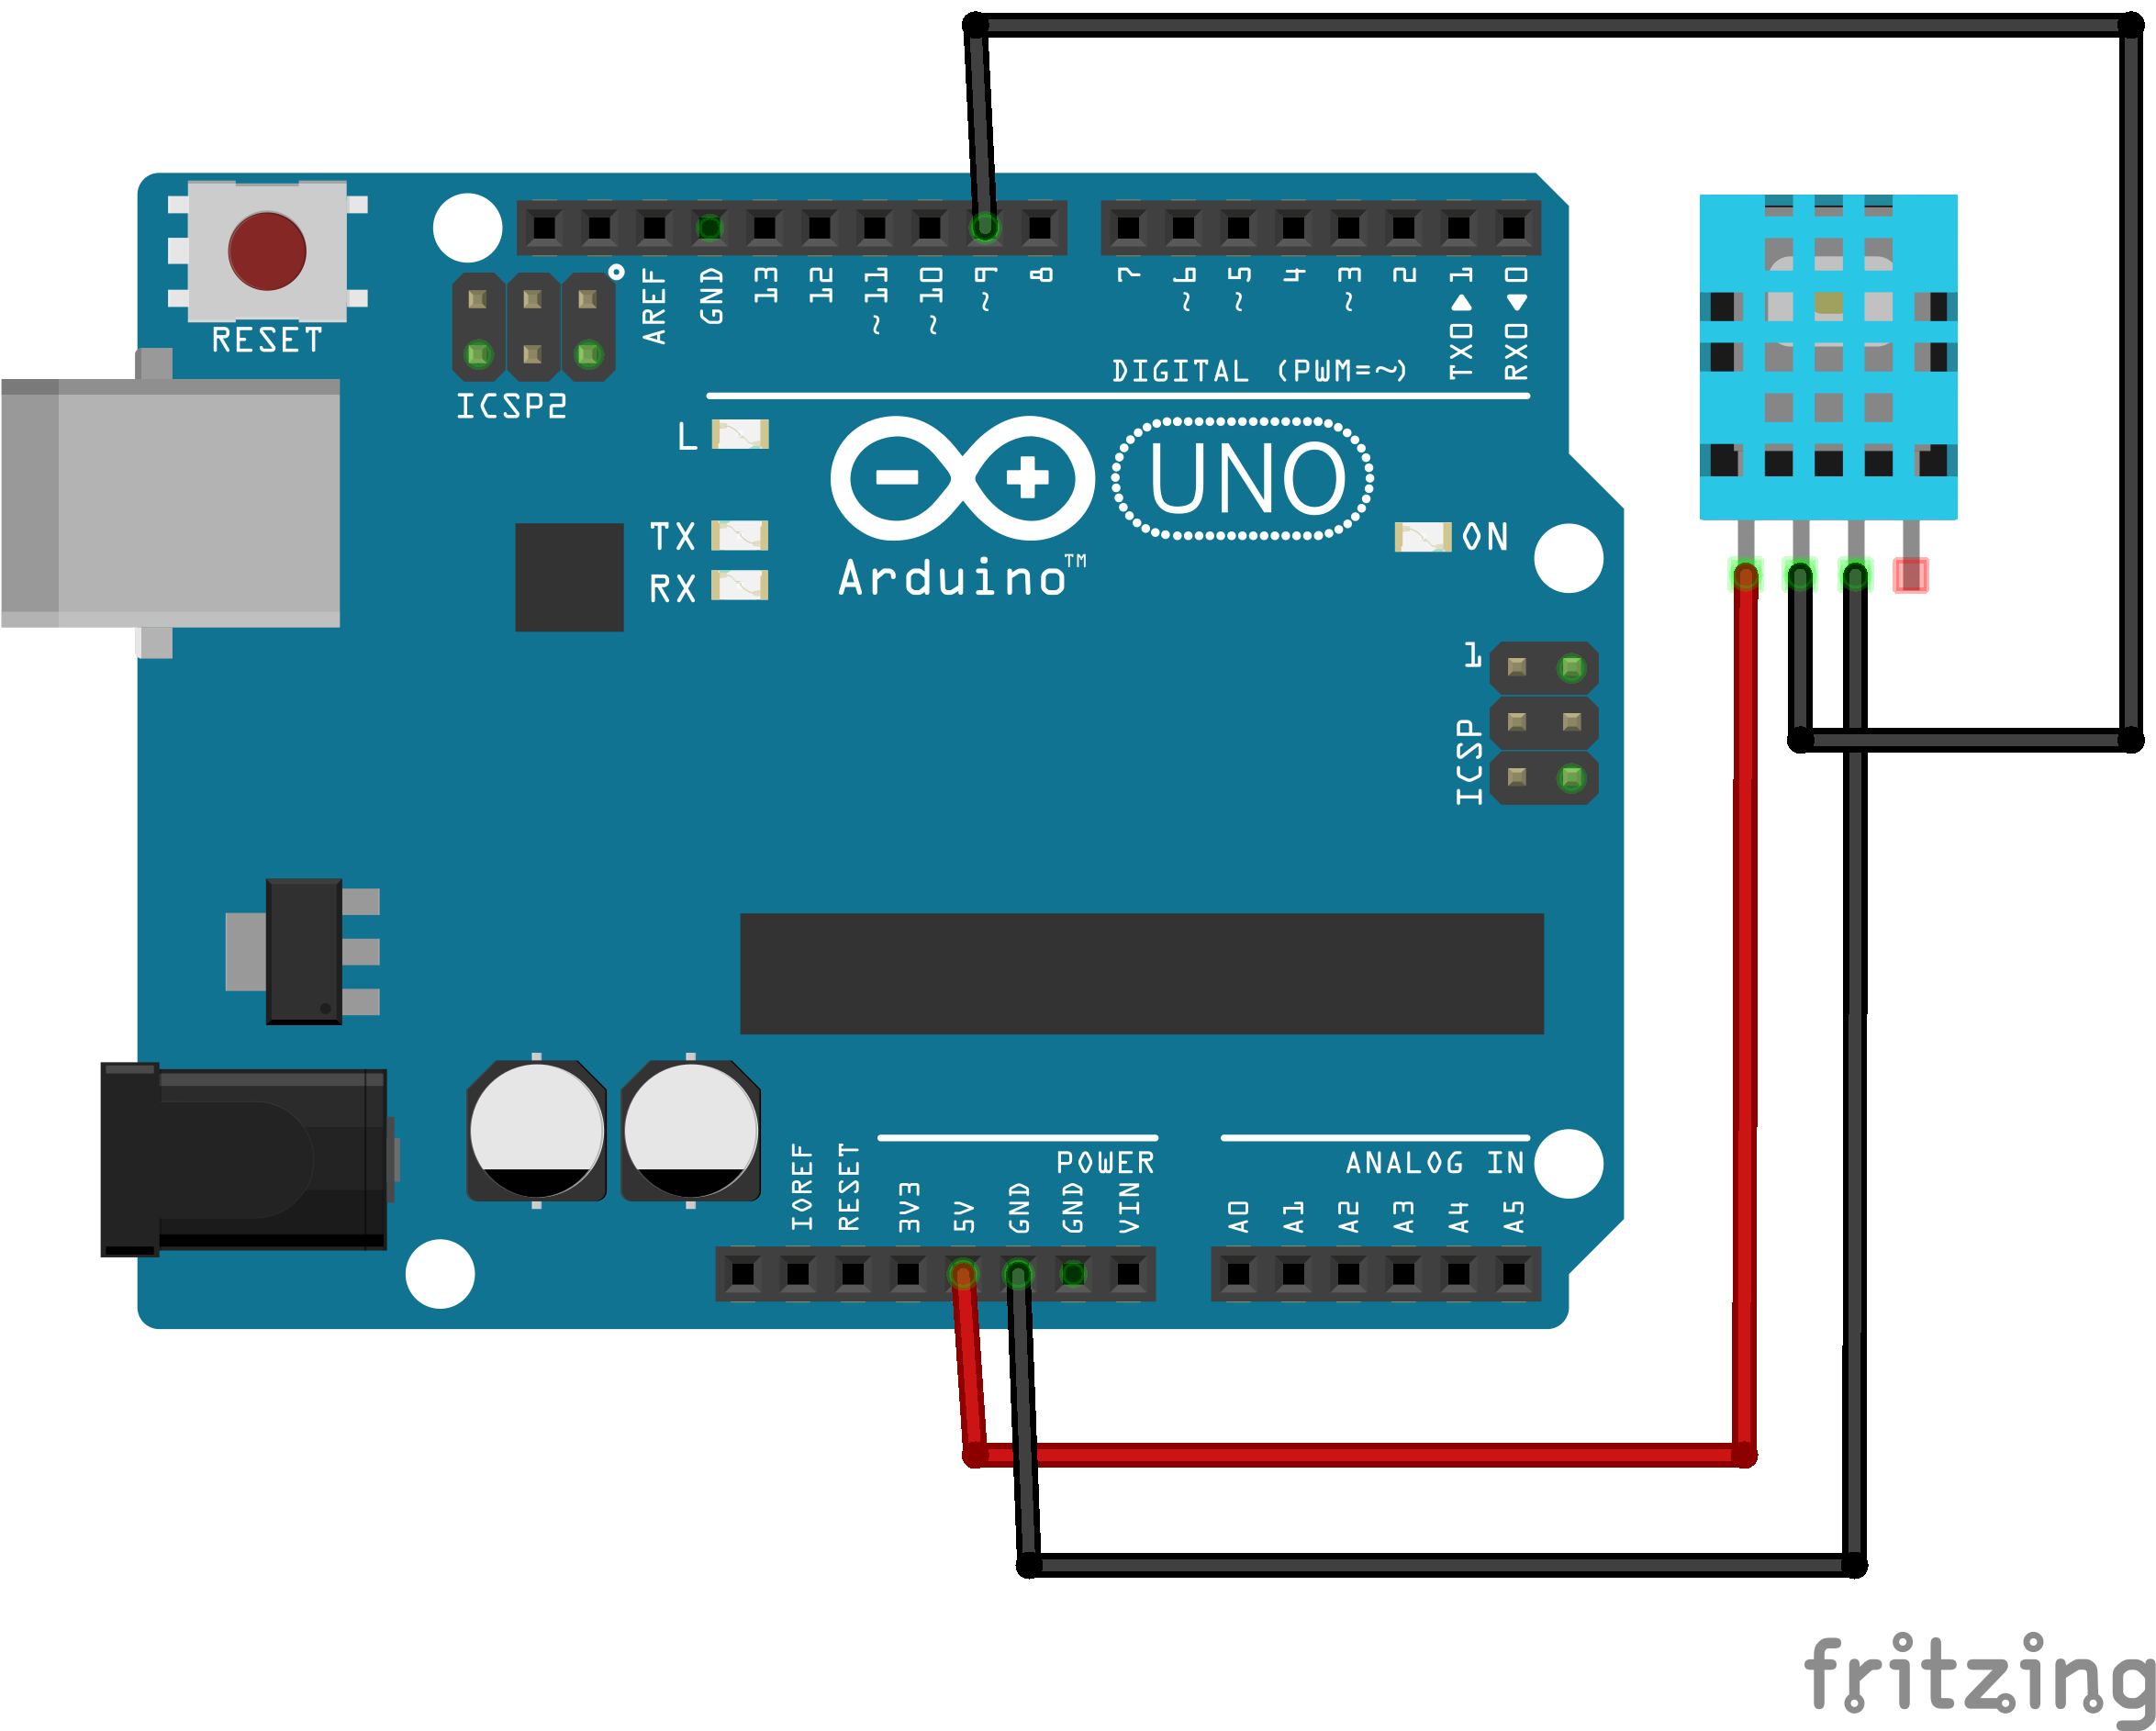 RESET
ICSP2
AREF
GND
13
12
~11
~10
~9
8
7
~6
~5
4
~3
2
TX0▶1
RX0◀0
DIGITAL (PWM=~)
L
TX
RX
UNO
Arduino™
ON
1
ICSP
POWER
ANALOG IN
IOREF
RESET
3V3
5V
GND
GND
VIN
A0
A1
A2
A3
A4
A5
fritzing